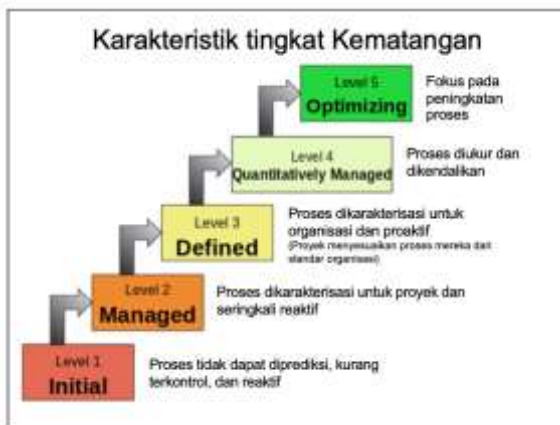 Karakteristik tingkat Kematangan
Level 5
Optimizing
Fokus pada
peningkatan
proses
Level 4
Quantitatively Managed
Proses diukur dan
dikendalikan
Level 3
Defined
Proses dikarakterisasi untuk
organisasi dan proaktif
(Proyek menyesuaikan proses mereka dari
standar organisasi)
Level 2
Managed
Proses dikarakterisasi untuk proyek dan
seringkali reaktif
Level 1
Initial
Proses tidak dapat diprediksi, kurang
terkontrol, dan reaktif